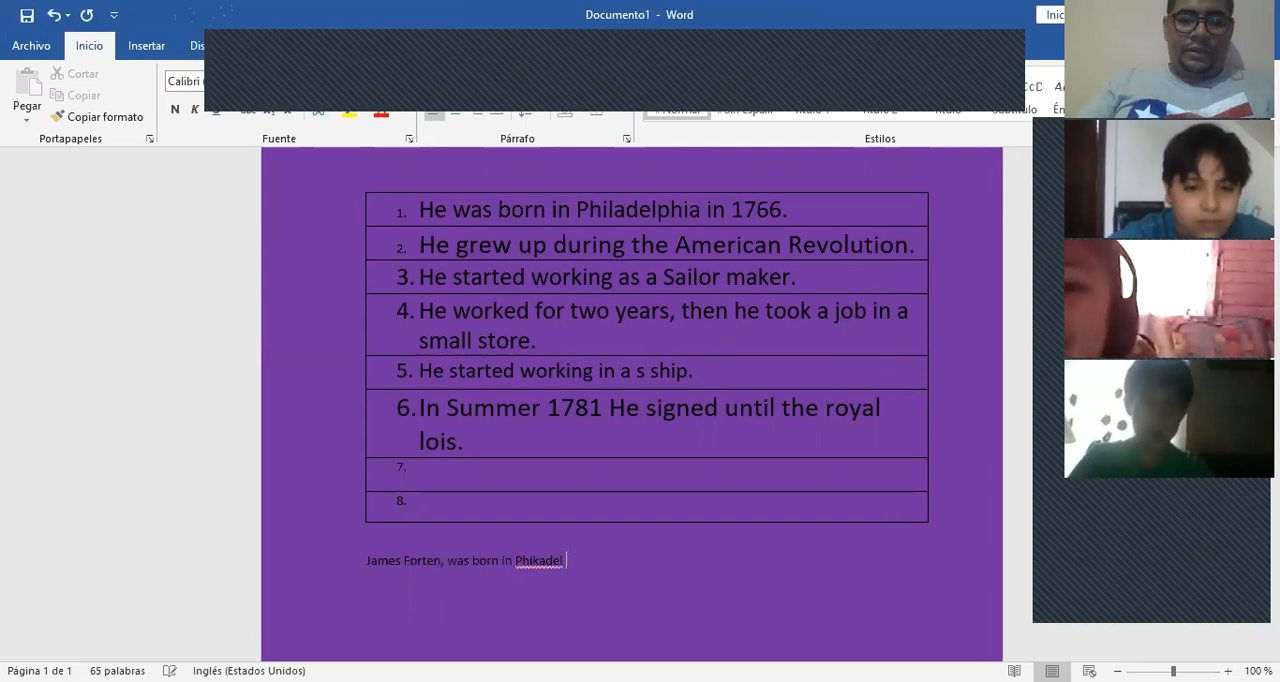 Documento1 - Word
Inic
Archivo Inicio Insertar Dis
Pegar
Cortar
Copiar
Copiar formato
Calibri (
N K
Portapapeles Fuente Párrafo Estilos
1. He was born in Philadelphia in 1766.
2. He grew up during the American Revolution.
3. He started working as a Sailor maker.
4. He worked for two years, then he took a job in a
small store.
5. He started working in a s ship.
6. In Summer 1781 He signed until the royal
lois.
7.
8.
James Forten, was born in Phikadel
Página 1 de 1 65 palabras Inglés (Estados Unidos) 100 %